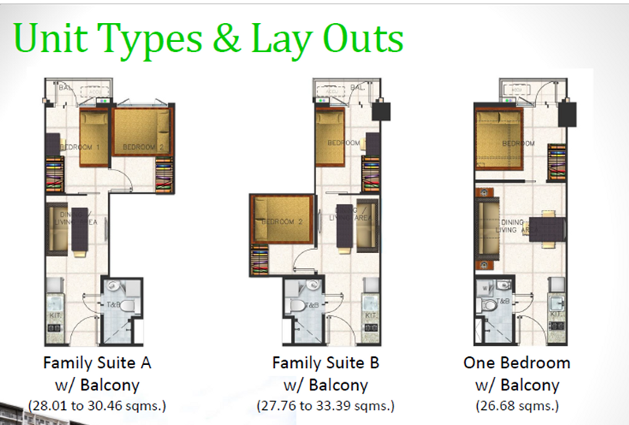 Unit Types & Lay Outs
BAL.
BEDROOM 1
BEDROOM 2
DINING /
LIVING AREA
T&B
KIT.
Family Suite A
w/ Balcony
(28.01 to 30.46 sqms.)
BAL.
BEDROOM
BEDROOM 2
LIVING AREA
T&B
KIT.
Family Suite B
w/ Balcony
(27.76 to 33.39 sqms.)
BEDROOM
DINING
LIVING AREA
T&B
KIT.
One Bedroom
w/ Balcony
(26.68 sqms.)